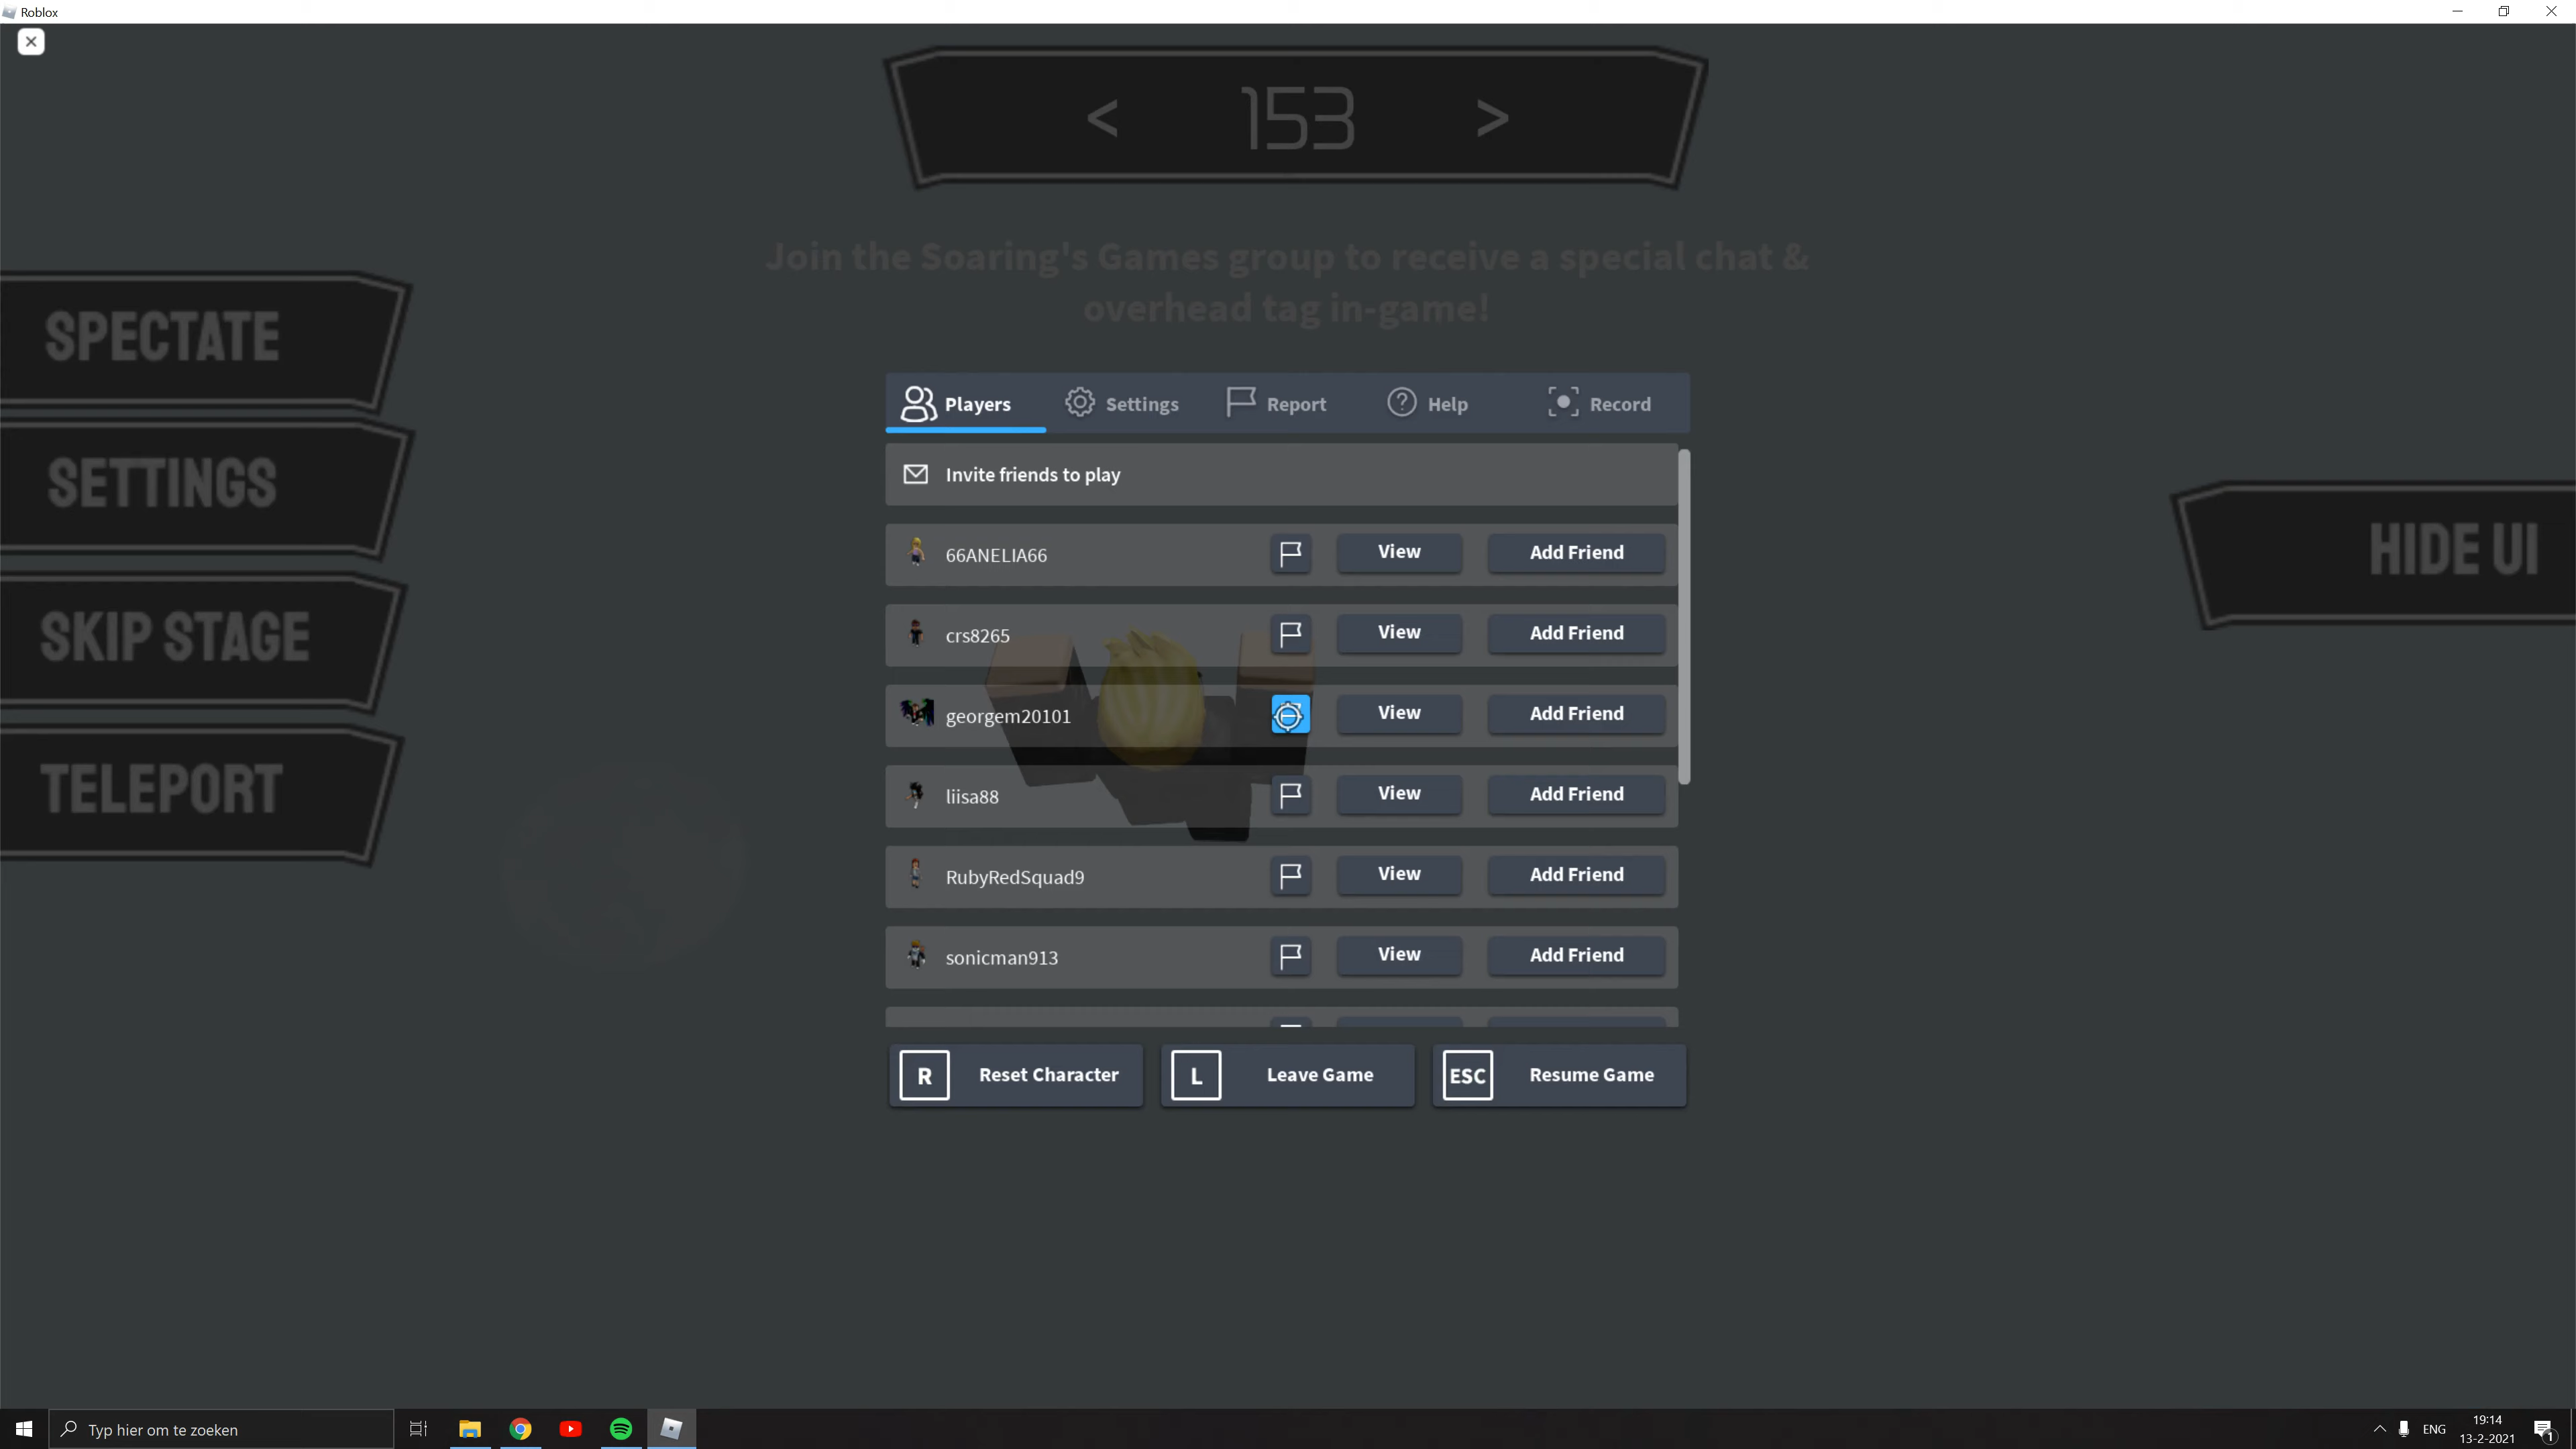 Roblox
< 153 >
Join the Soaring's Games group to receive a special chat &
overhead tag in-game!
SPECTATE
SETTINGS
SKIP STAGE
TELEPORT
HIDE UI
Players Settings Report Help Record
Invite friends to play
66ANELIA66 View Add Friend
crs8265 View Add Friend
georgem20101 View Add Friend
liisa88 View Add Friend
RubyRedSquad9 View Add Friend
sonicman913 View Add Friend
R Reset Character L Leave Game ESC Resume Game
Typ hier om te zoeken
ENG
19:14
13-2-2021
1